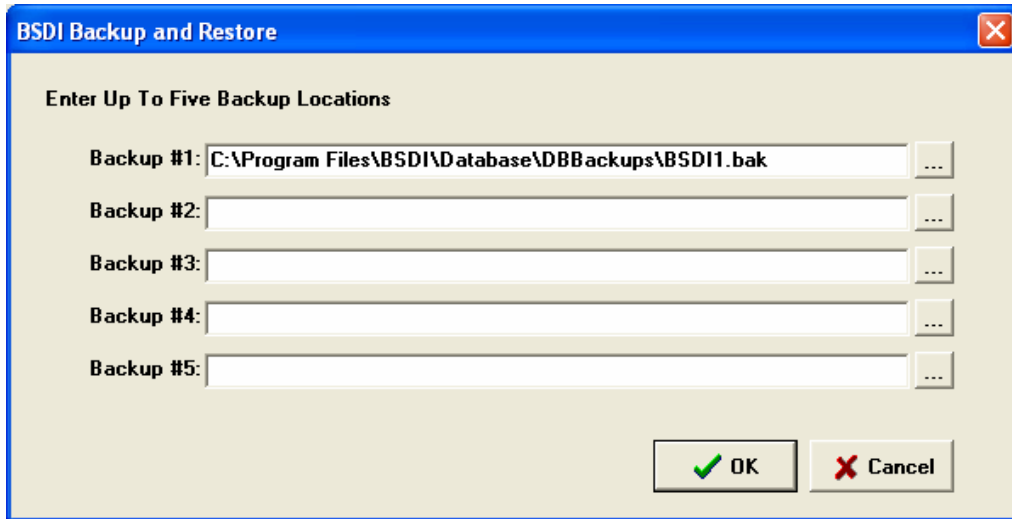 BSDI Backup and Restore
Enter Up To Five Backup Locations
Backup #1: C:\Program Files\BSDI\Database\DBBackups\BSDI1.bak ...
Backup #2: ...
Backup #3: ...
Backup #4: ...
Backup #5: ...
OK Cancel